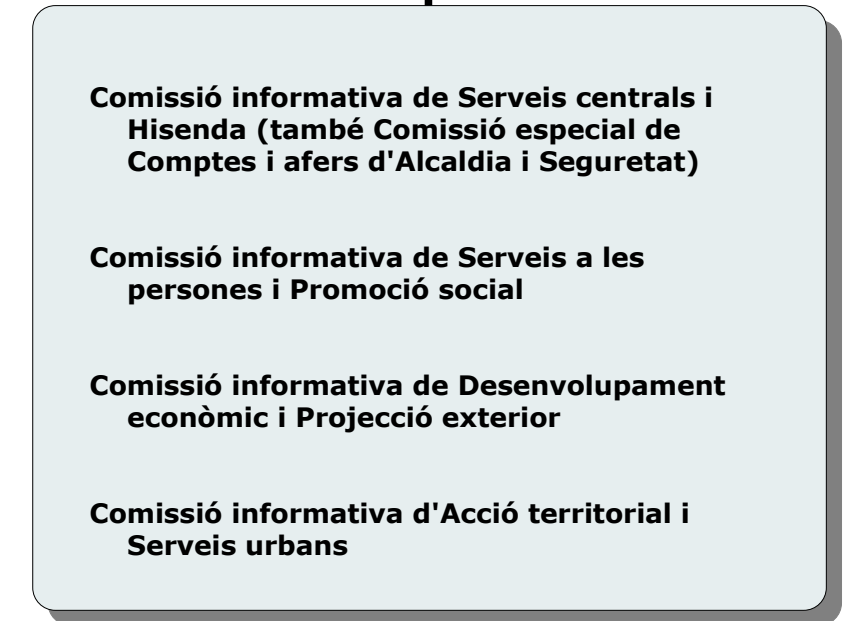 Comissió informativa de Serveis centrals i
Hisenda (també Comissió especial de
Comptes i afers d'Alcaldia i Seguretat)
Comissió informativa de Serveis a les
persones i Promoció social
Comissió informativa de Desenvolupament
econòmic i Projecció exterior
Comissió informativa d'Acció territorial i
Serveis urbans